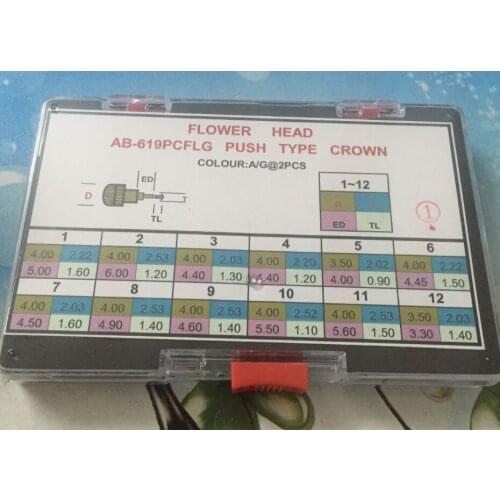 FLOWER HEAD
AB-619PCFLG PUSH TYPE CROWN
COLOUR:A/G@2PCS
ED
D
TL
1~12
D
ED TL
1
1 2 3 4 5 6
4.00 2.22 4.00 2.53 4.00 2.03 4.00 2.20 3.50 2.02 4.00 2.22
5.00 1.60 6.00 1.20 4.40 1.30 4.40 1.20 4.00 0.90 4.45 1.50
7 8 9 10 11 12
4.00 2.03 4.00 2.53 4.00 2.53 4.00 2.52 4.00 2.53 3.50 2.03
4.50 1.60 4.90 1.40 4.60 1.40 5.50 1.10 5.60 1.50 3.30 1.40